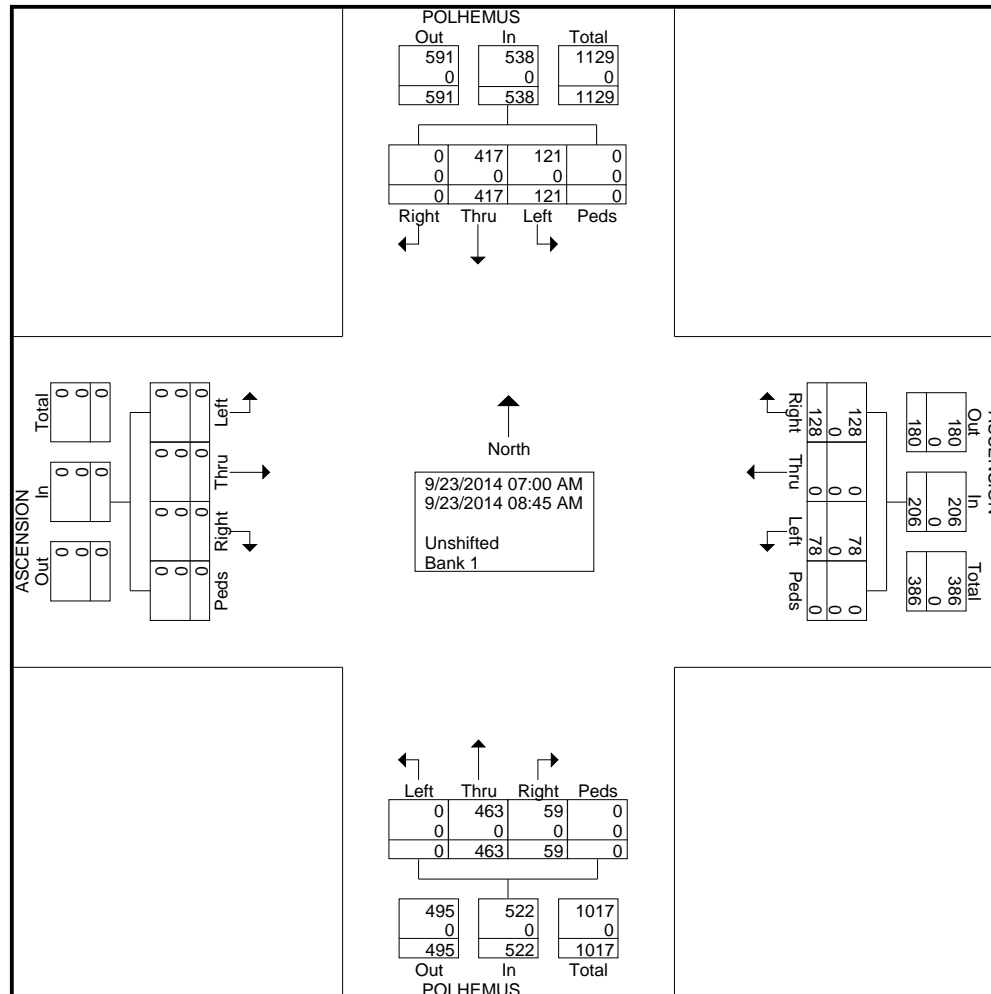 POLHEMUS
Out In Total
591 538 1129
0 0 0
591 538 1129
0 417 121 0
0 0 0 0
0 417 121 0
Right Thru Left Peds
ASCENSION
Total In Out
0 0 0
0 0 0
0 0 0
0 0 0 0
0 0 0 0
0 0 0 0
Left Thru Right Peds
North
9/23/2014 07:00 AM
9/23/2014 08:45 AM
Unshifted
Bank 1
Out In Total
180 206 386
0 0 0
180 206 386
128 0 78 0
0 0 0 0
128 0 78 0
Right Thru Left Peds
Left Thru Right Peds
0 463 59 0
0 0 0 0
0 463 59 0
495 522 1017
0 0 0
495 522 1017
Out In Total
POLHEMUS